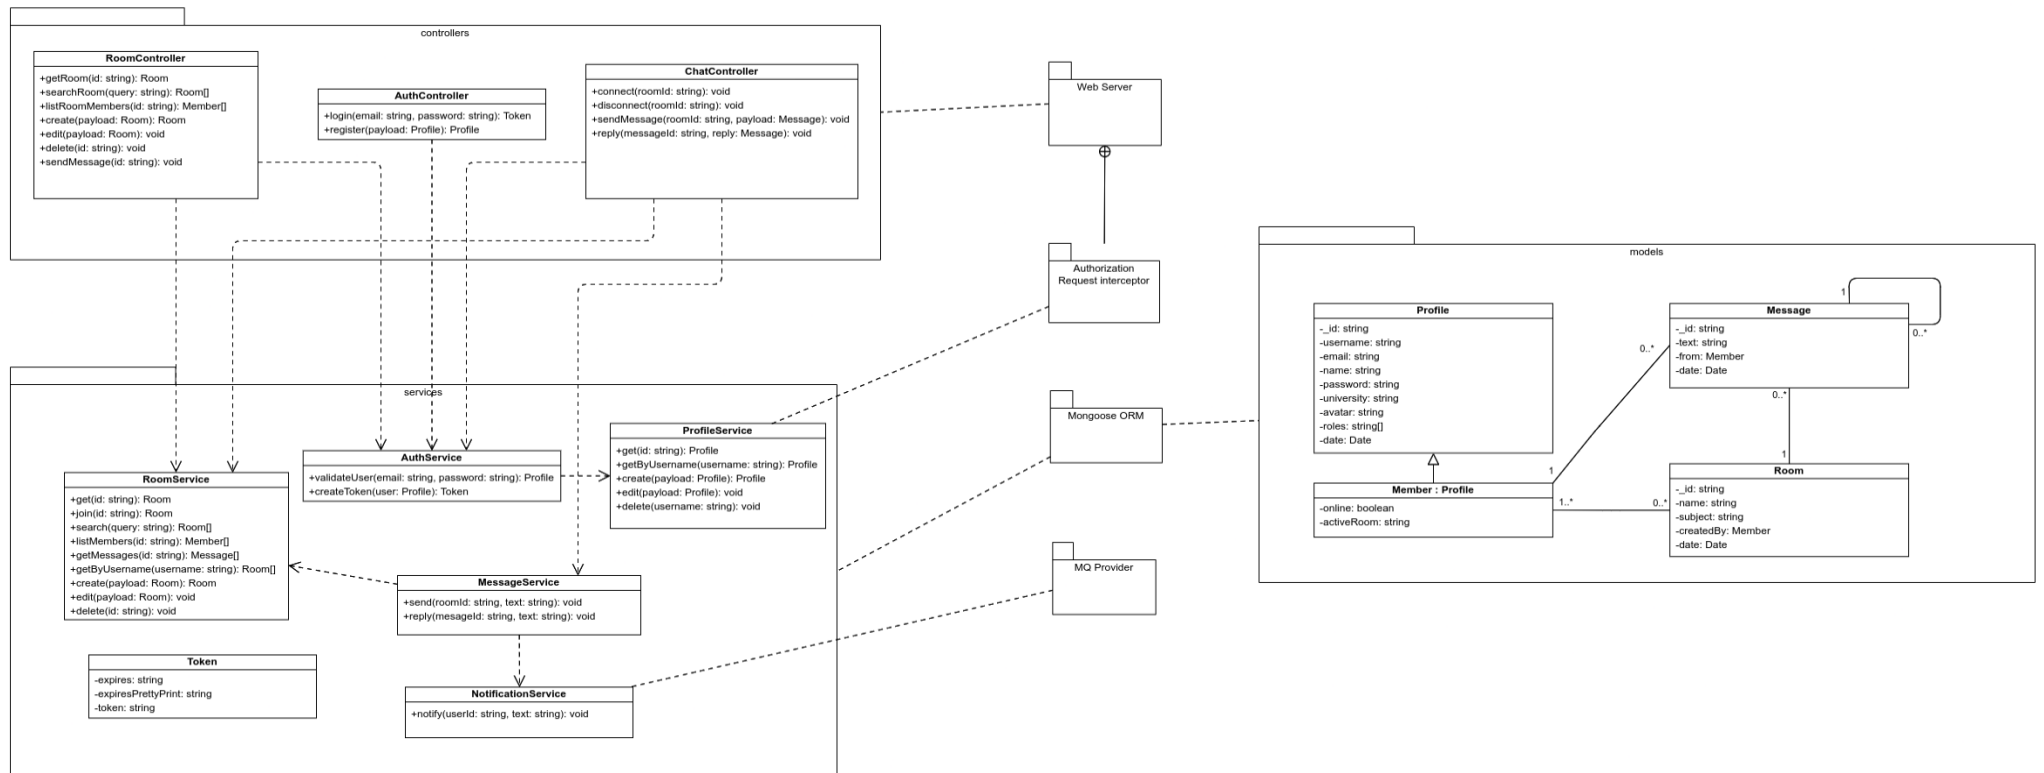 controllers
RoomController
+getRoom(id: string): Room
+searchRoom(query: string): Room[]
+listRoomMembers(id: string): Member[]
+create(payload: Room): Room
+edit(payload: Room): void
+delete(id: string): void
+sendMessage(id: string): void
AuthController
+login(email: string, password: string): Token
+register(payload: Profile): Profile
ChatController
+connect(roomId: string): void
+disconnect(roomId: string): void
+sendMessage(roomId: string, payload: Message): void
+reply(messageId: string, reply: Message): void
services
RoomService
+get(id: string): Room
+join(id: string): Room
+search(query: string): Room[]
+listMembers(id: string): Member[]
+getMessages(id: string): Message[]
+getByUsername(username: string): Room[]
+create(payload: Room): Room
+edit(payload: Room): void
+delete(id: string): void
AuthService
+validateUser(email: string, password: string): Profile
+createToken(user: Profile): Token
ProfileService
+get(id: string): Profile
+getByUsername(username: string): Profile
+create(payload: Profile): Profile
+edit(payload: Profile): void
+delete(username: string): void
MessageService
+send(roomId: string, text: string): void
+reply(mesageId: string, text: string): void
Token
-expires: string
-expiresPrettyPrint: string
-token: string
NotificationService
+notify(userId: string, text: string): void
Web Server
Authorization
Request interceptor
Mongoose ORM
MQ Provider
models
Profile
-_id: string
-username: string
-email: string
-name: string
-password: string
-university: string
-avatar: string
-roles: string[]
-date: Date
Member : Profile
-online: boolean
-activeRoom: string
Message
-_id: string
-text: string
-from: Member
-date: Date
Room
-_id: string
-name: string
-subject: string
-createdBy: Member
-date: Date
1
0..*
0..*
0..*
1
1
1..*
0..*